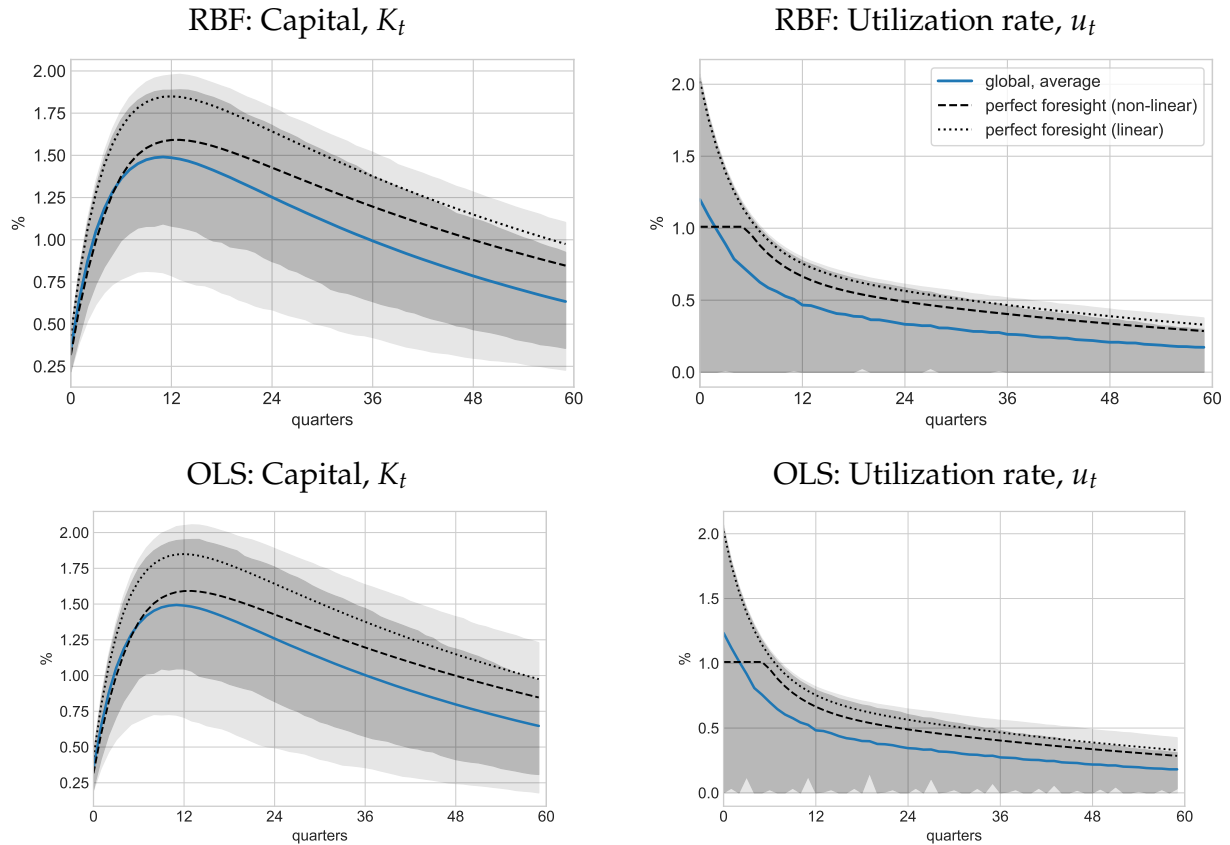 RBF: Capital, Kₜ
%
2.00
1.75
1.50
1.25
1.00
0.75
0.50
0.25
0 12 24 36 48 60
quarters
RBF: Utilization rate, uₜ
global, average
perfect foresight (non-linear)
perfect foresight (linear)
%
2.0
1.5
1.0
0.5
0.0
0 12 24 36 48 60
quarters
OLS: Capital, Kₜ
%
2.00
1.75
1.50
1.25
1.00
0.75
0.50
0.25
0 12 24 36 48 60
quarters
OLS: Utilization rate, uₜ
%
2.0
1.5
1.0
0.5
0.0
0 12 24 36 48 60
quarters